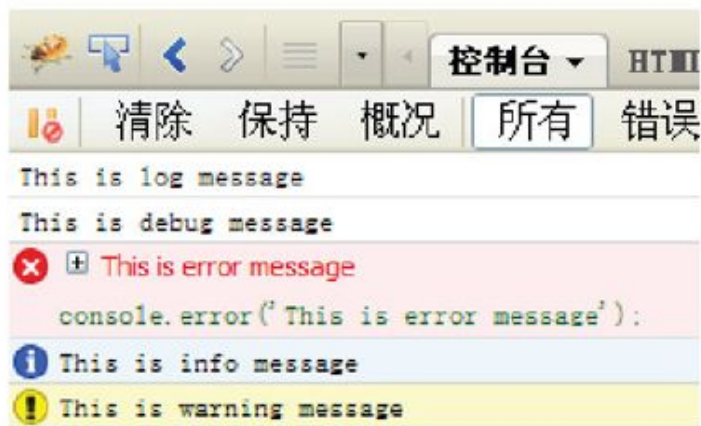 控制台 HTML
清除 保持 概况 所有 错误
This is log message
This is debug message
This is error message
console.error('This is error message');
This is info message
This is warning message